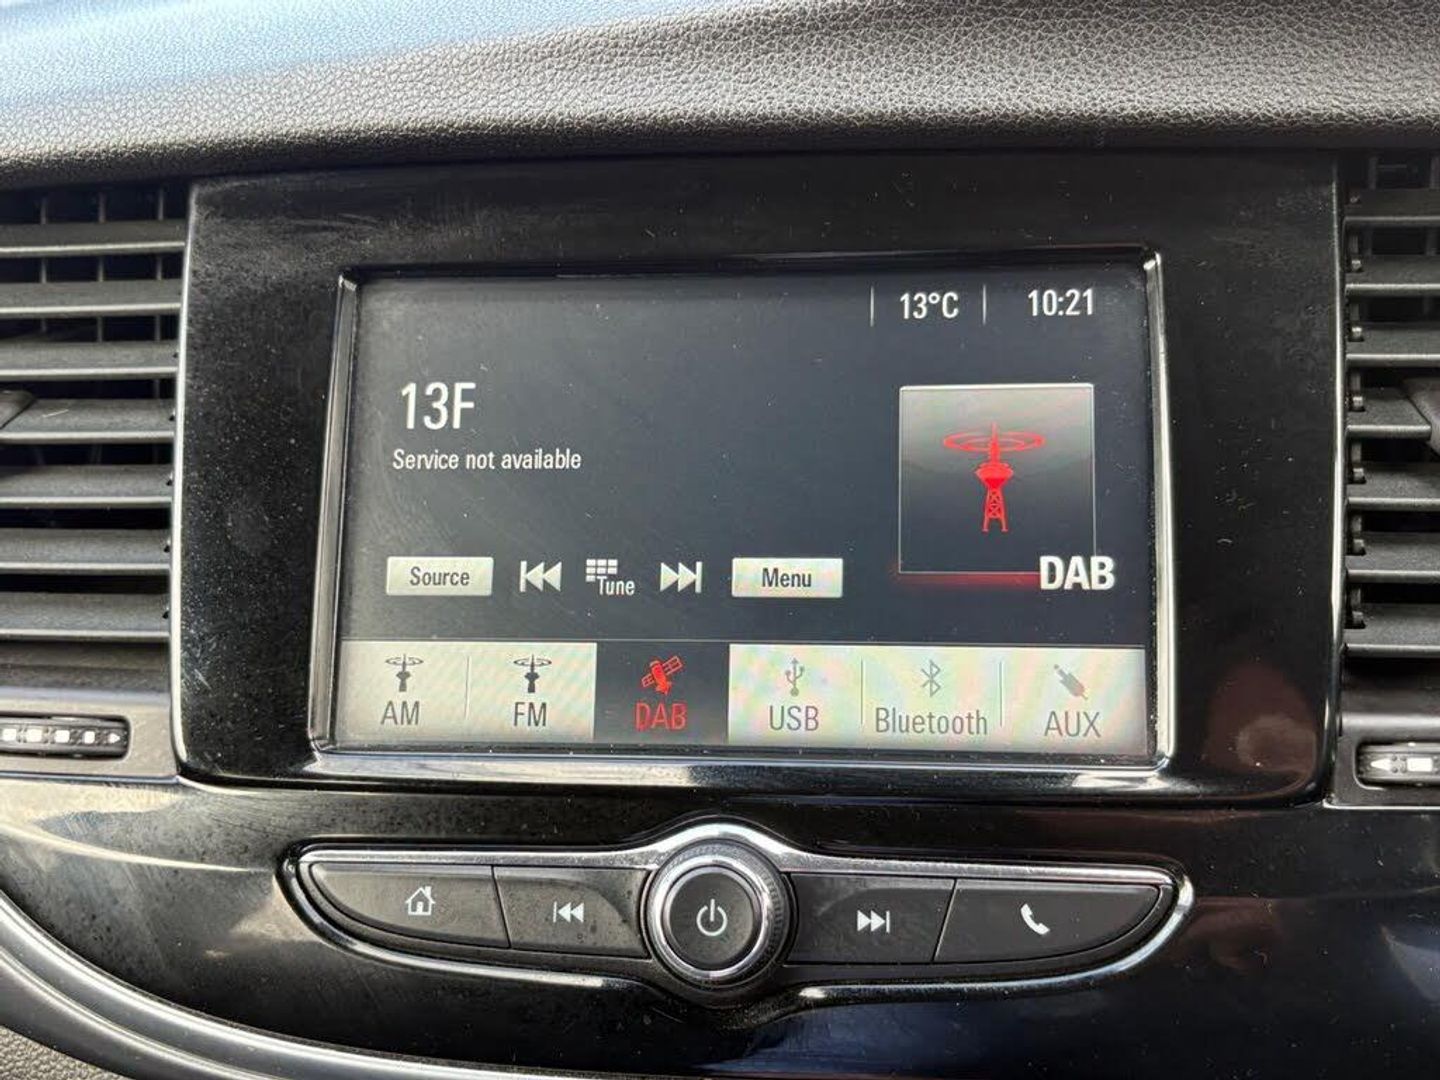 13°C 10:21
13F
Service not available
Source Tune Menu
DAB
AM FM DAB USB Bluetooth AUX